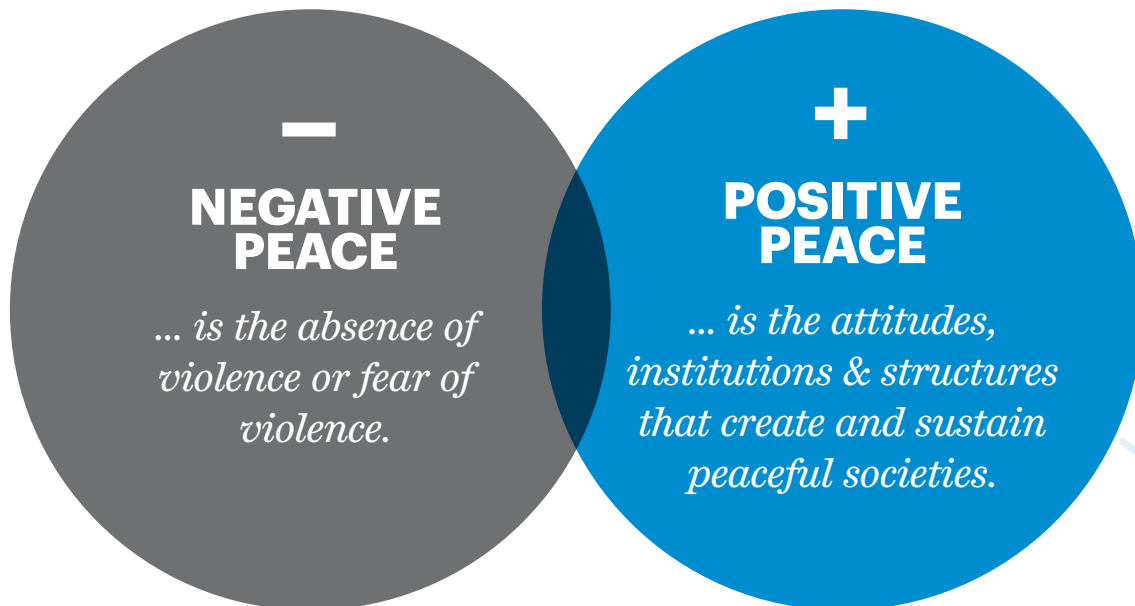 –
NEGATIVE
PEACE
... is the absence of
violence or fear of
violence.
+
POSITIVE
PEACE
... is the attitudes,
institutions & structures
that create and sustain
peaceful societies.